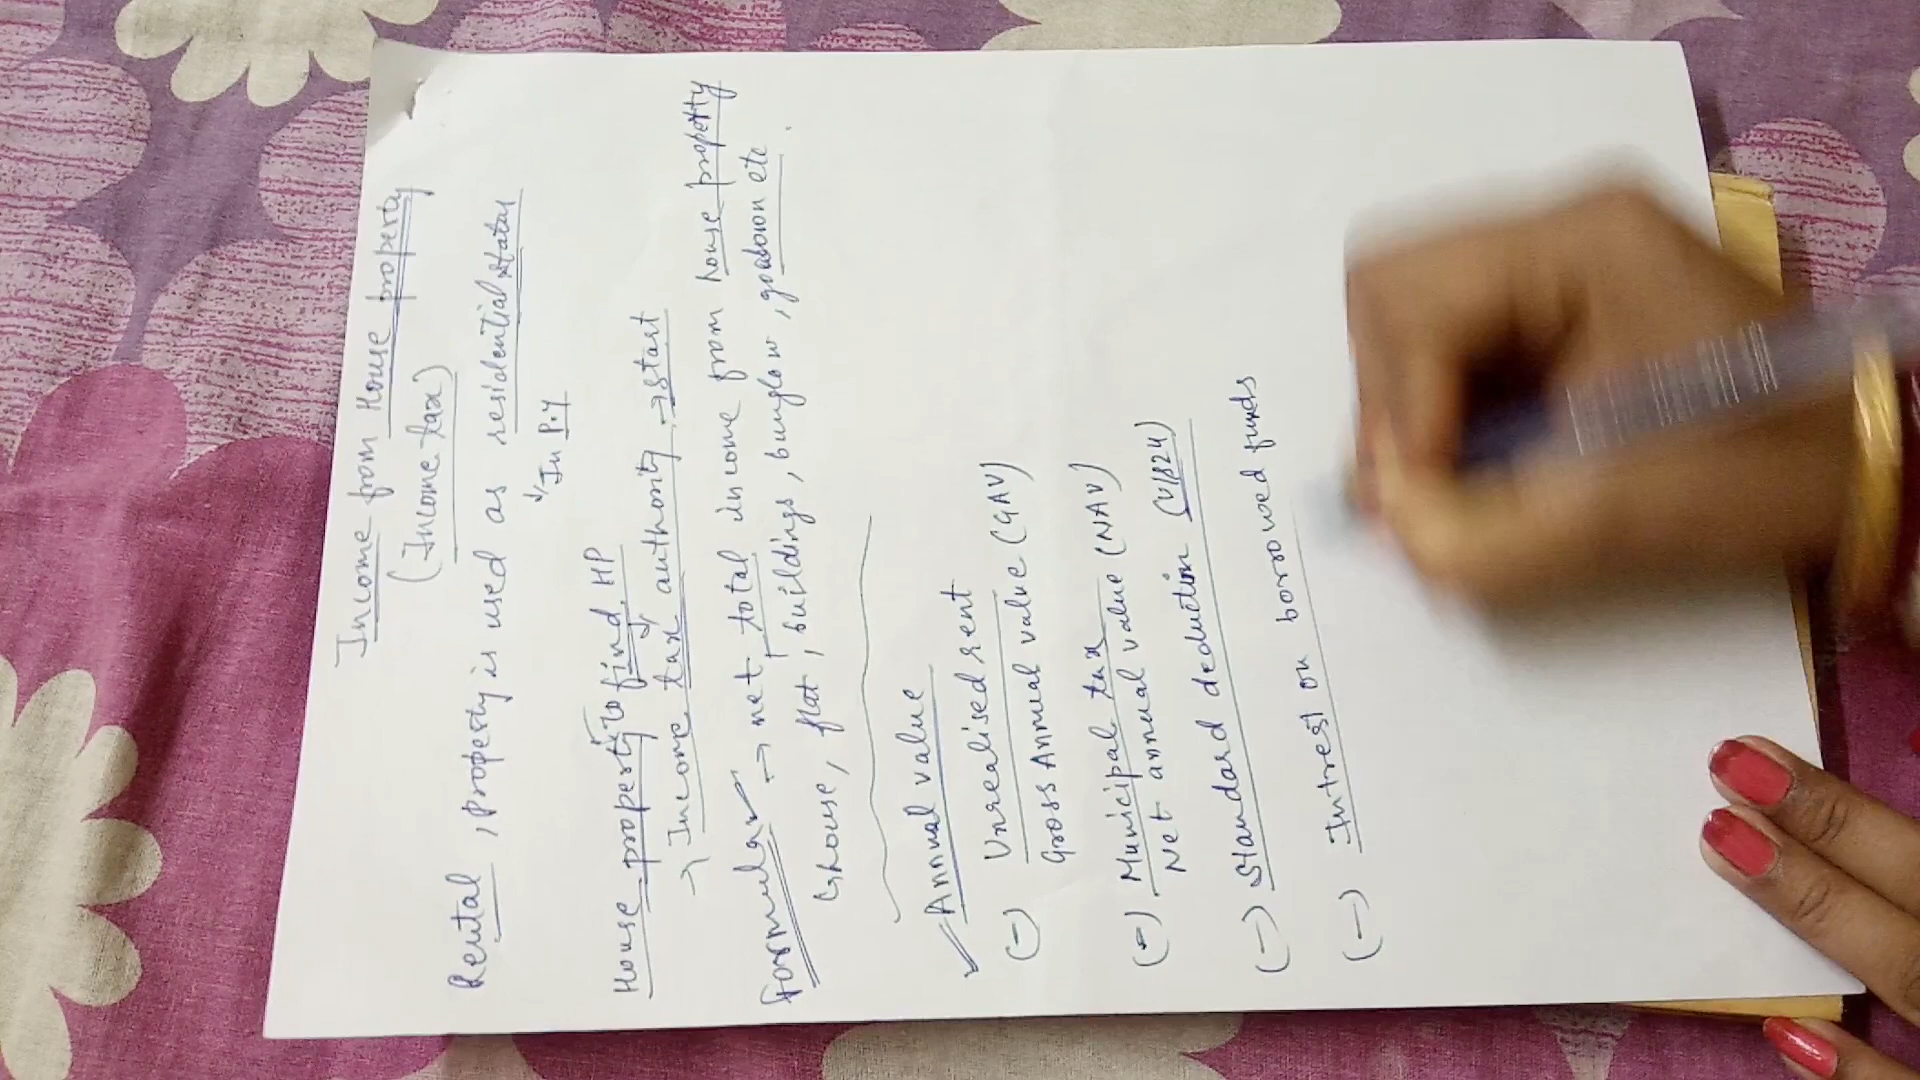 Income from House property
(Income tax)
Rental, property is used as residential status
In P.Y
House property to find HP
→ Income tax authority → start
formula → net total income from house property
house, flat, buildings, bunglow, godown etc
Annual value
(-) Unrealised rent
Gross Annual value (GAV)
(-) Municipal tax
Net annual value (NAV)
(-) Standard deduction (U/S24)
(-) Intrest on borrowed funds